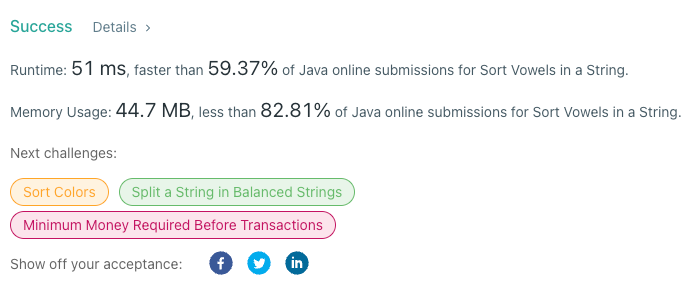 Success Details >
Runtime: 51 ms, faster than 59.37% of Java online submissions for Sort Vowels in a String.
Memory Usage: 44.7 MB, less than 82.81% of Java online submissions for Sort Vowels in a String.
Next challenges:
Sort Colors Split a String in Balanced Strings
Minimum Money Required Before Transactions
Show off your acceptance: f in